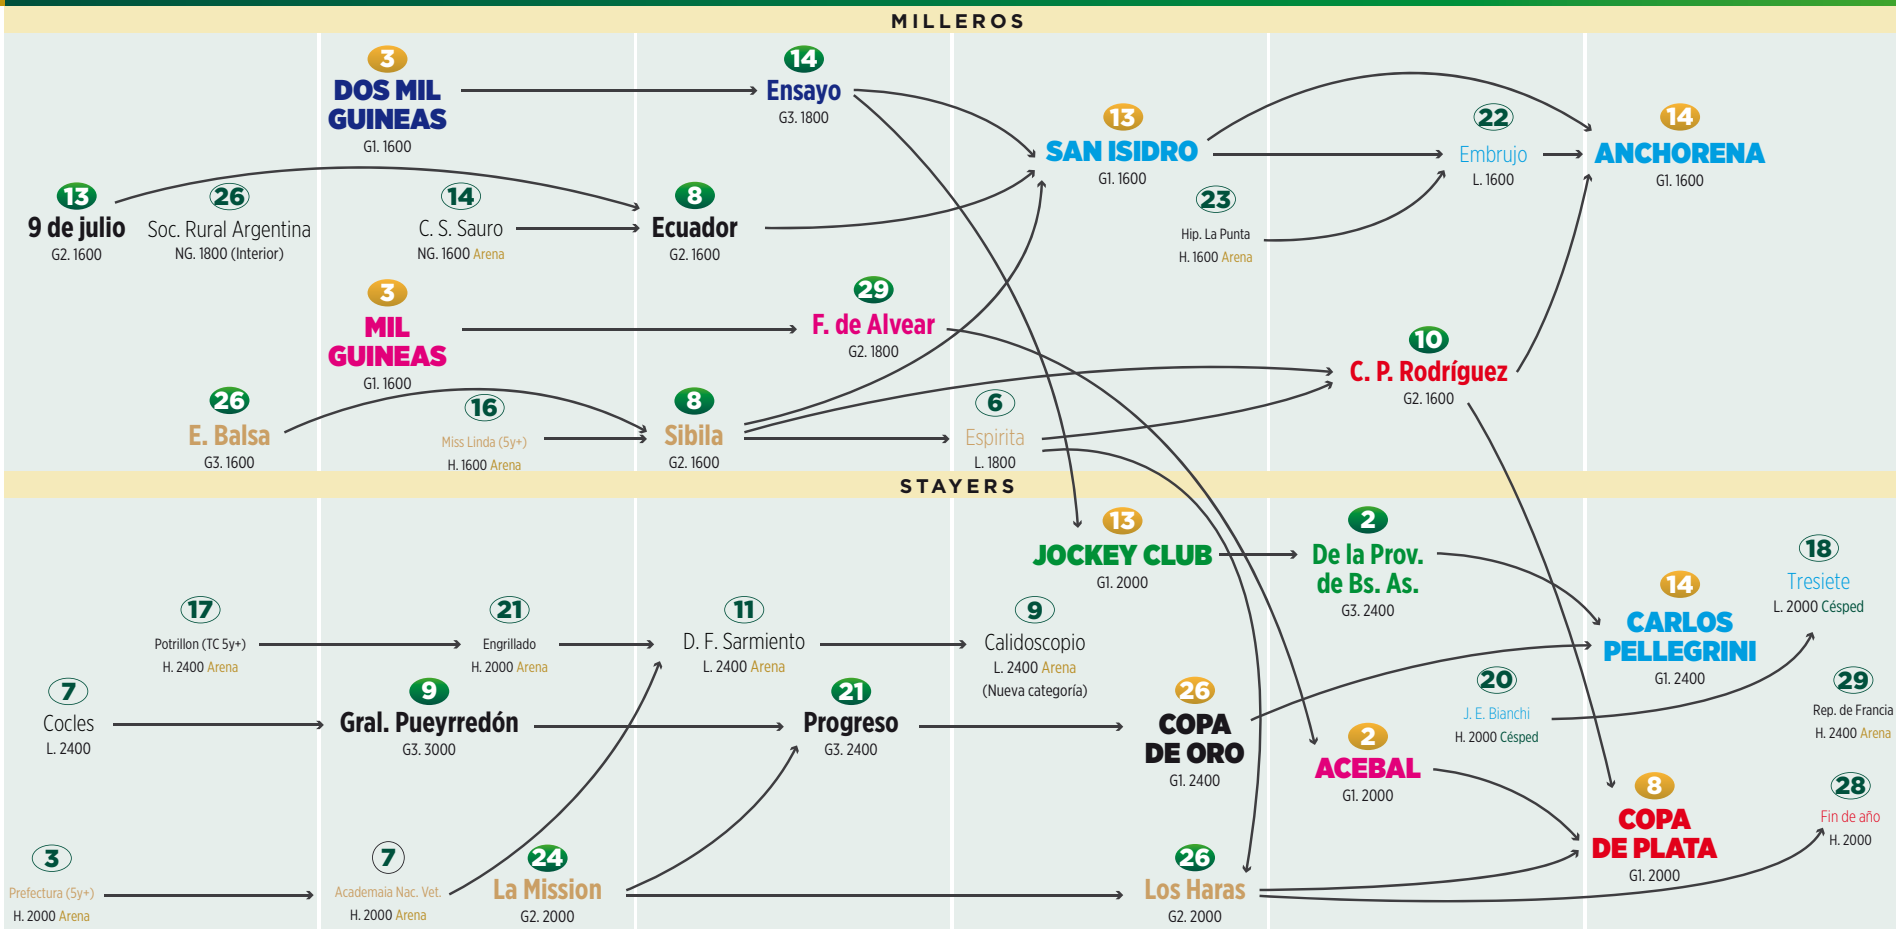 MILLEROS
3
DOS MIL
GUINEAS
G1. 1600
14
Ensayo
G3. 1800
13
SAN ISIDRO
G1. 1600
22
Embrujo
L. 1600
14
ANCHORENA
G1. 1600
13
9 de julio
G2. 1600
26
Soc. Rural Argentina
NG. 1800 (Interior)
14
C. S. Sauro
NG. 1600 Arena
8
Ecuador
G2. 1600
23
Hip. La Punta
H. 1600 Arena
3
MIL
GUINEAS
G1. 1600
29
F. de Alvear
G2. 1800
10
C. P. Rodríguez
G2. 1600
26
E. Balsa
G3. 1600
16
Miss Linda (5y+)
H. 1600 Arena
8
Sibila
G2. 1600
6
Espirita
L. 1800
STAYERS
13
JOCKEY CLUB
G1. 2000
2
De la Prov.
de Bs. As.
G3. 2400
14
CARLOS
PELLEGRINI
G1. 2400
18
Tresiete
L. 2000 Césped
17
Potrillon (TC 5y+)
H. 2400 Arena
21
Engrillado
H. 2000 Arena
11
D. F. Sarmiento
L. 2400 Arena
9
Calidoscopio
L. 2400 Arena
(Nueva categoría)
7
Cocles
L. 2400
9
Gral. Pueyrredón
G3. 3000
21
Progreso
G3. 2400
26
COPA
DE ORO
G1. 2400
20
J. E. Bianchi
H. 2000 Césped
29
Rep. de Francia
H. 2400 Arena
2
ACEBAL
G1. 2000
8
COPA
DE PLATA
G1. 2000
28
Fin de año
H. 2000
3
Prefectura (5y+)
H. 2000 Arena
7
Academaia Nac. Vet.
H. 2000 Arena
24
La Mission
G2. 2000
26
Los Haras
G2. 2000